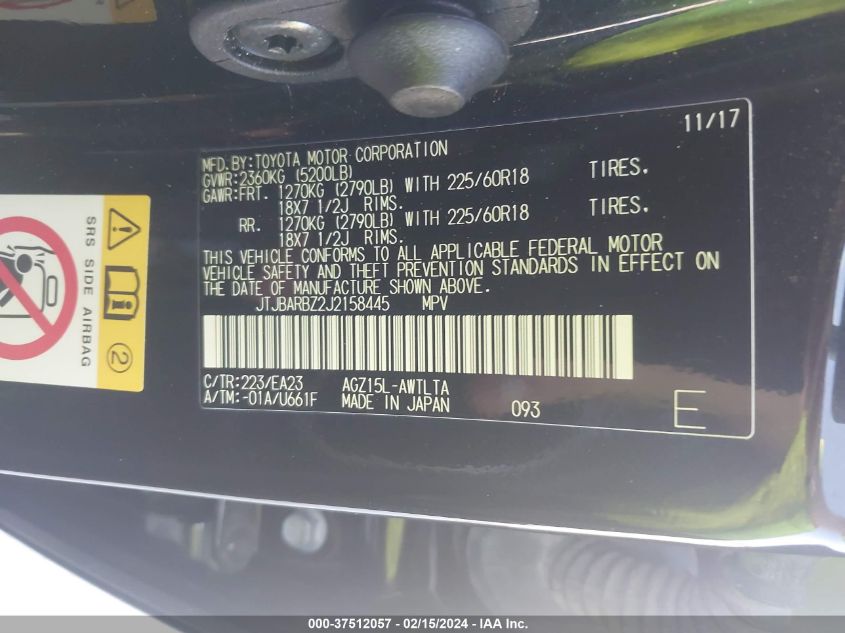 11/17
MFD.BY:TOYOTA MOTOR CORPORATION
GVWR:2360KG (5200LB)
GAWR:FRT. 1270KG (2790LB) WITH 225/60R18 TIRES.
18X7 1/2J RIMS.
RR. 1270KG (2790LB) WITH 225/60R18 TIRES.
18X7 1/2J RIMS.
THIS VEHICLE CONFORMS TO ALL APPLICABLE FEDERAL MOTOR
VEHICLE SAFETY AND THEFT PREVENTION STANDARDS IN EFFECT ON
THE DATE OF MANUFACTURE SHOWN ABOVE.
JTJBARBZ2J2158445 MPV
C/TR:223/EA23 AGZ15L-AWTLTA
A/TM:-01A/U661F MADE IN JAPAN 093 E
SRS SIDE AIRBAG
2
000-37512057 - 02/15/2024 - IAA Inc.